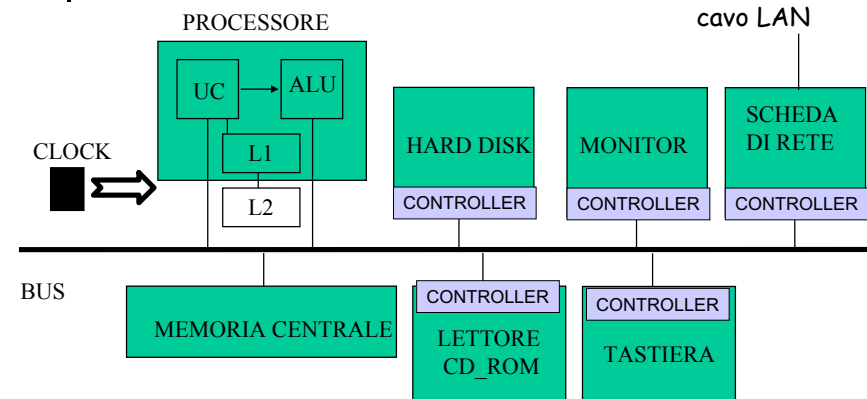 PROCESSORE
cavo LAN
UC
ALU
CLOCK
L1
L2
HARD DISK
CONTROLLER
MONITOR
CONTROLLER
SCHEDA
DI RETE
CONTROLLER
BUS
MEMORIA CENTRALE
CONTROLLER
LETTORE
CD_ROM
CONTROLLER
TASTIERA